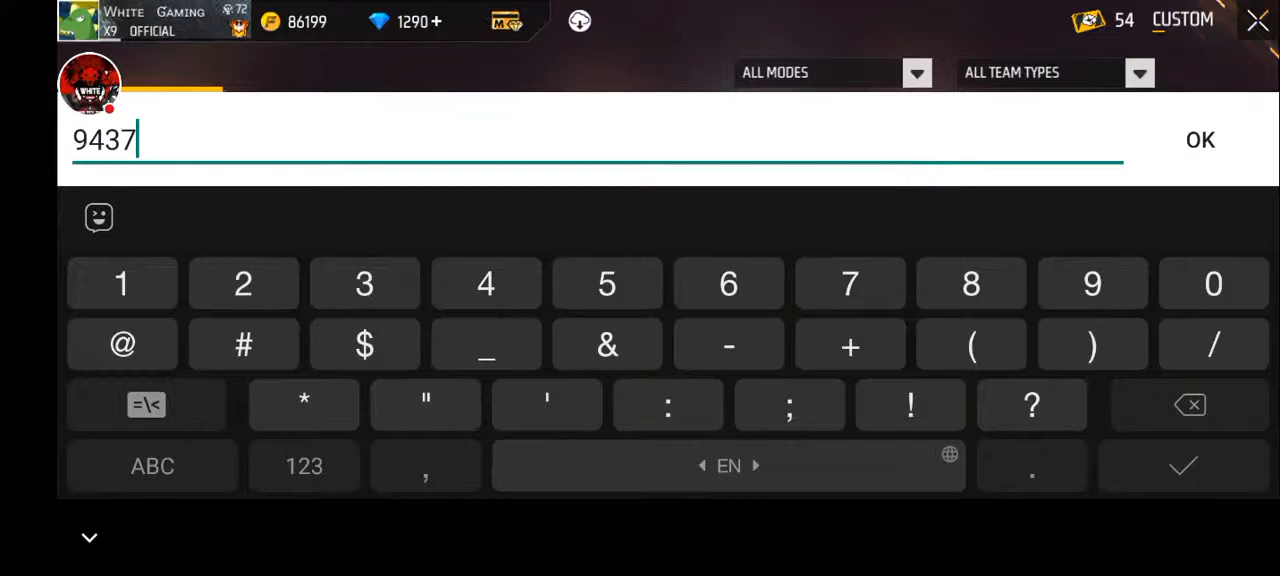 WHITE GAMING
72
86199
1290 +
M
54
CUSTOM
X9 OFFICIAL
ALL MODES
ALL TEAM TYPES
WHITE
9437
OK
1 2 3 4 5 6 7 8 9 0
@ # $ _ & - + ( ) /
=\< * " ' : ; ! ?
ABC 123 , EN .